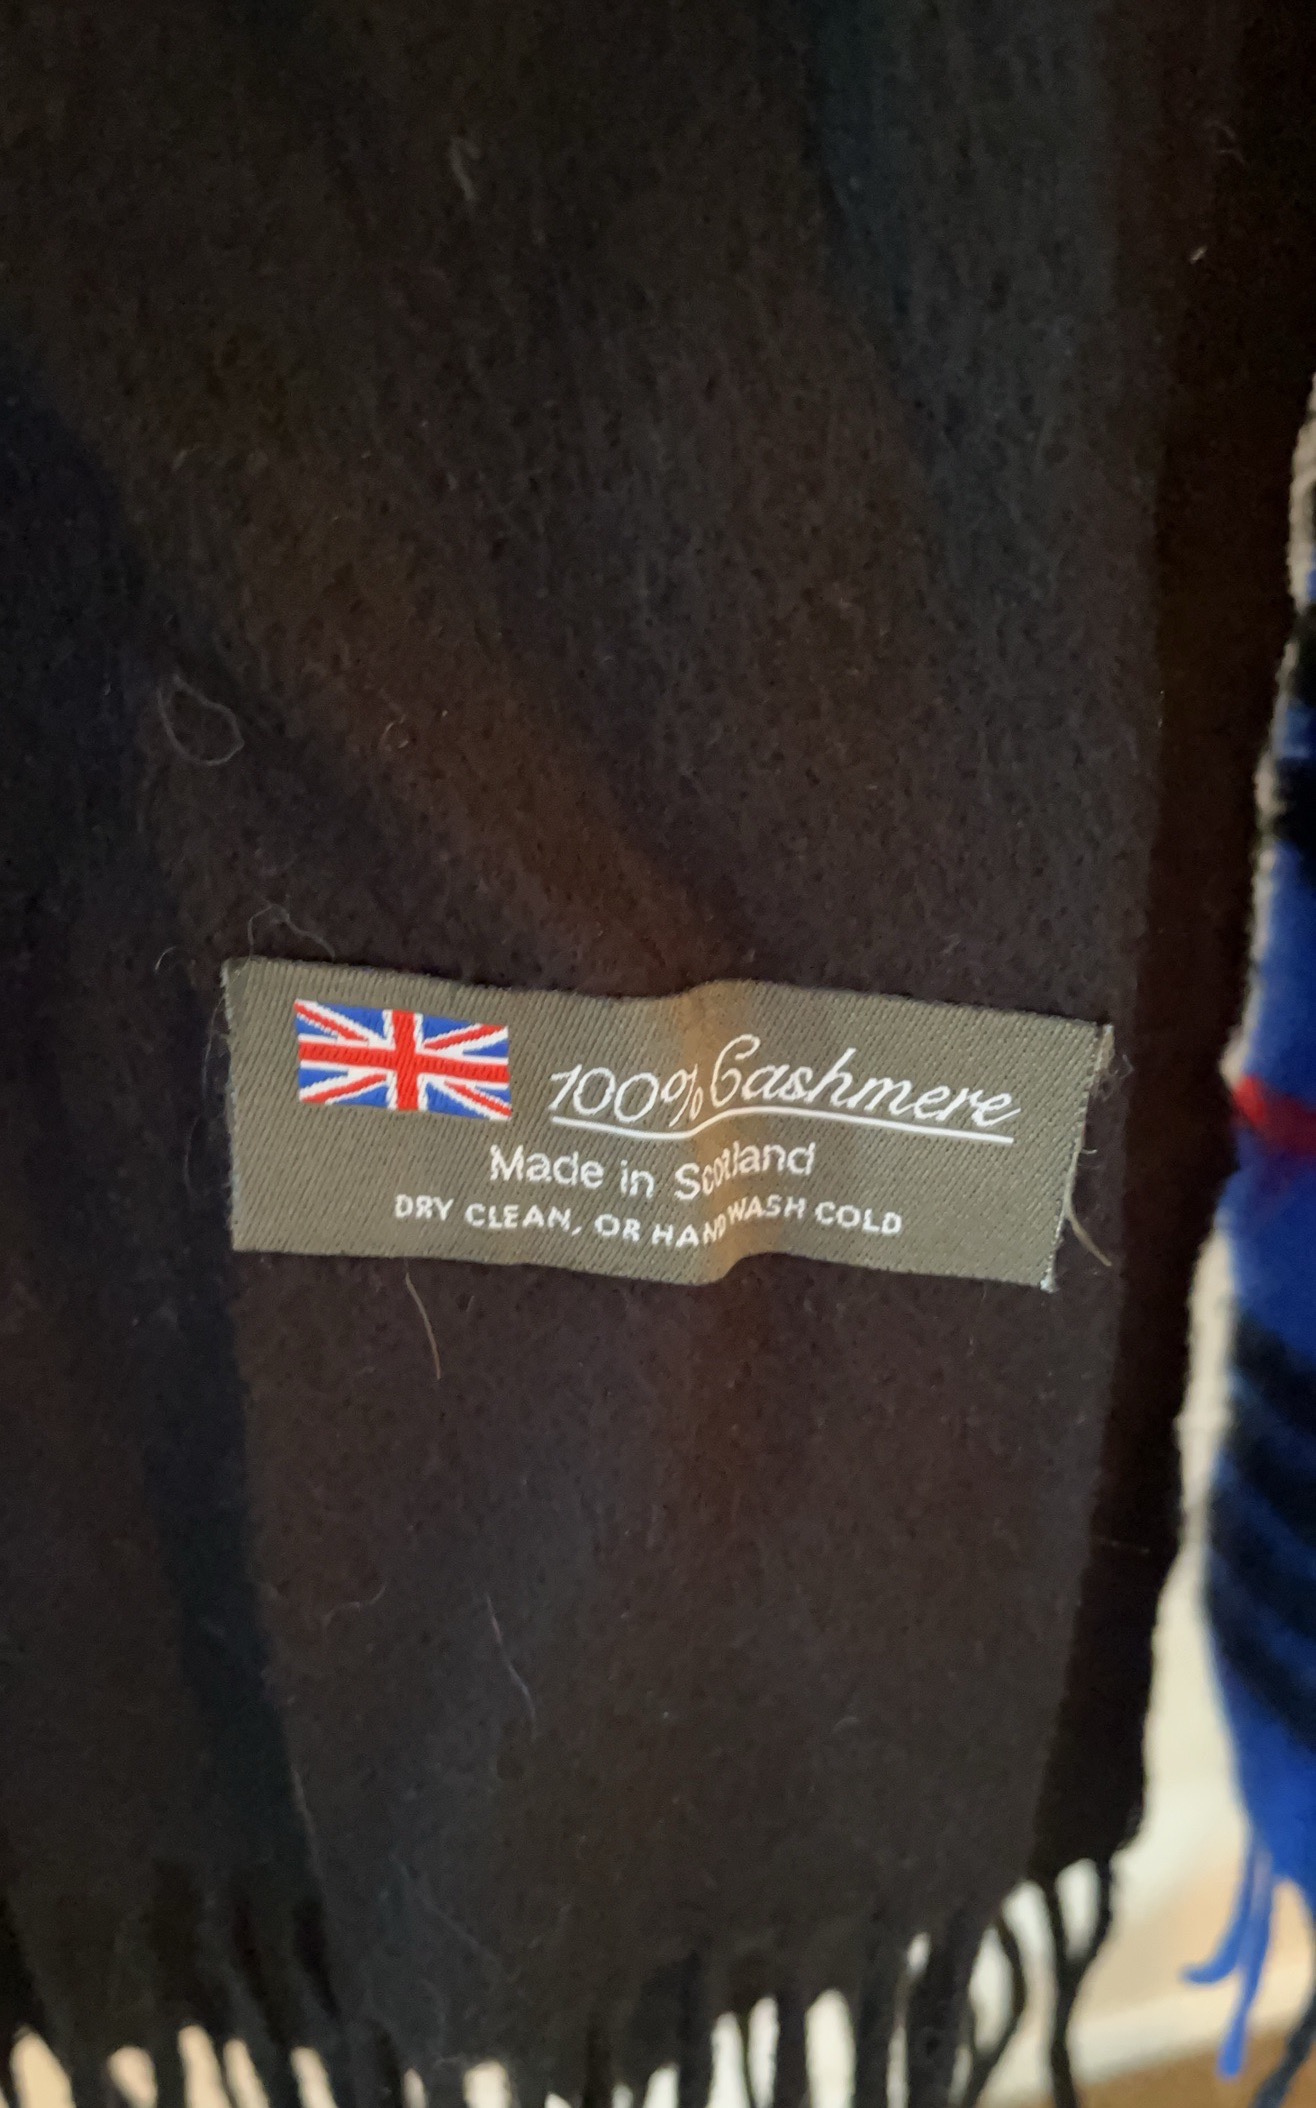 100% Cashmere
Made in Scotland
DRY CLEAN, OR HAND WASH COLD